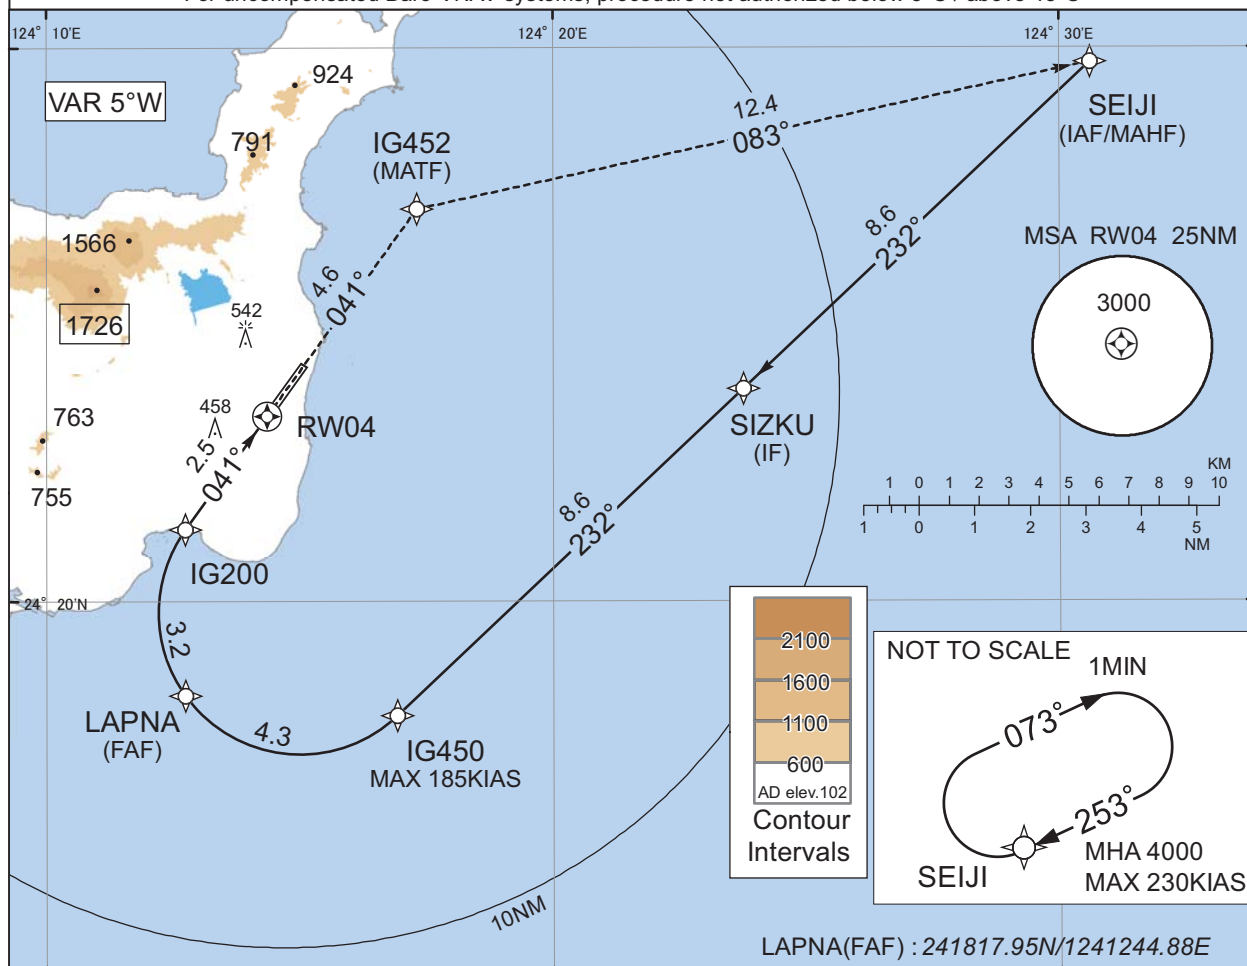 124° 10'E
124° 20'E
124° 30'E
VAR 5°W
924
791
IG452
(MATF)
12.4
083°
SEIJI
(IAF/MAHF)
8.6
232°
MSA RW04 25NM
3000
1566
1726
542
4.6
041°
763
755
458
RW04
2.5
041°
SIZKU
(IF)
KM
1 0 1 2 3 4 5 6 7 8 9 10
1 0 1 2 3 4 5
NM
IG200
8.6
232°
24° 20'N
3.2
LAPNA
(FAF)
4.3
IG450
MAX 185KIAS
2100
1600
1100
600
AD elev.102
Contour
Intervals
NOT TO SCALE
1MIN
073°
253°
SEIJI
MHA 4000
MAX 230KIAS
10NM
LAPNA(FAF) : 241817.95N/1241244.88E